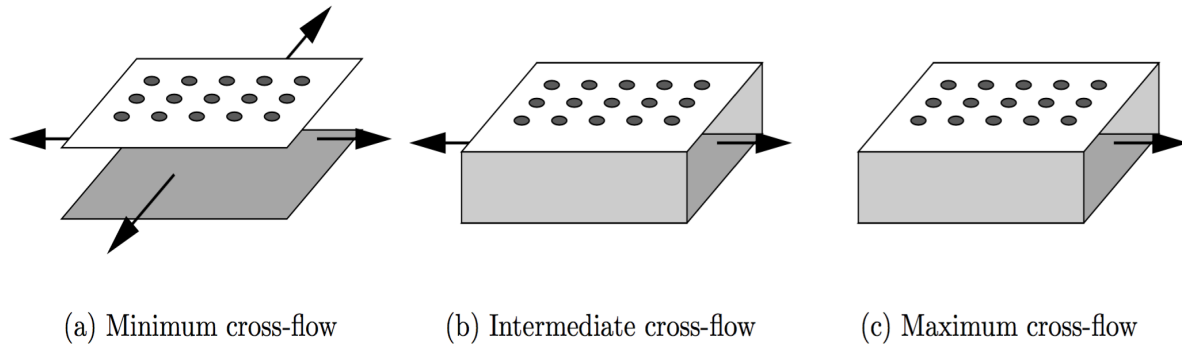 (a) Minimum cross-flow
(b) Intermediate cross-flow
(c) Maximum cross-flow